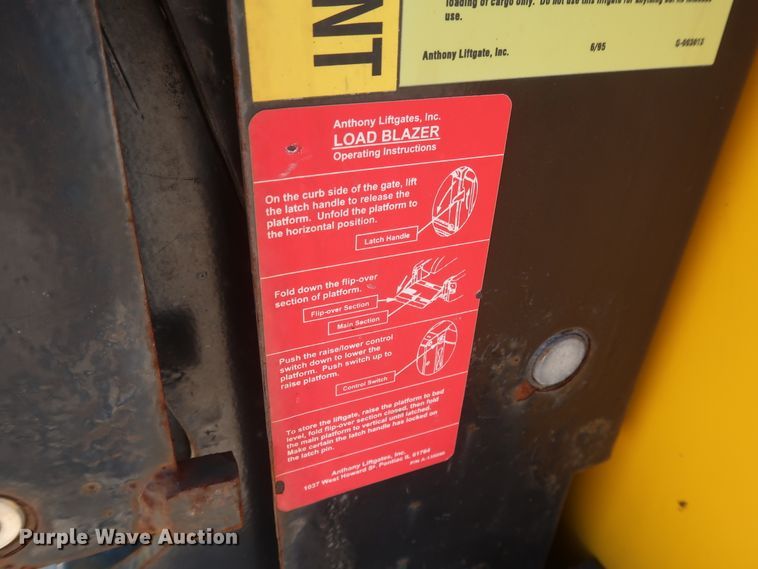 NT
loading of cargo only. Do not use this liftgate for anything but its intended
use.
Anthony Liftgate, Inc. 6/95
Anthony Liftgates, Inc.
LOAD BLAZER
Operating Instructions
On the curb side of the gate, lift
the latch handle to release the
platform. Unfold the platform to
the horizontal position.
Latch Handle
Fold down the flip-over
section of platform.
Flip-over Section
Main Section
Push the raise/lower control
switch down to lower the
platform. Push switch up to
raise platform.
Control Switch
To store the liftgate, raise the platform to bed
level, fold flip-over section closed, then fold
the main platform to vertical until latched.
Make certain the latch handle has locked on
the latch pin.
Anthony Liftgates, Inc.
1037 West Howard St. Pontiac IL 61764
Purple Wave Auction